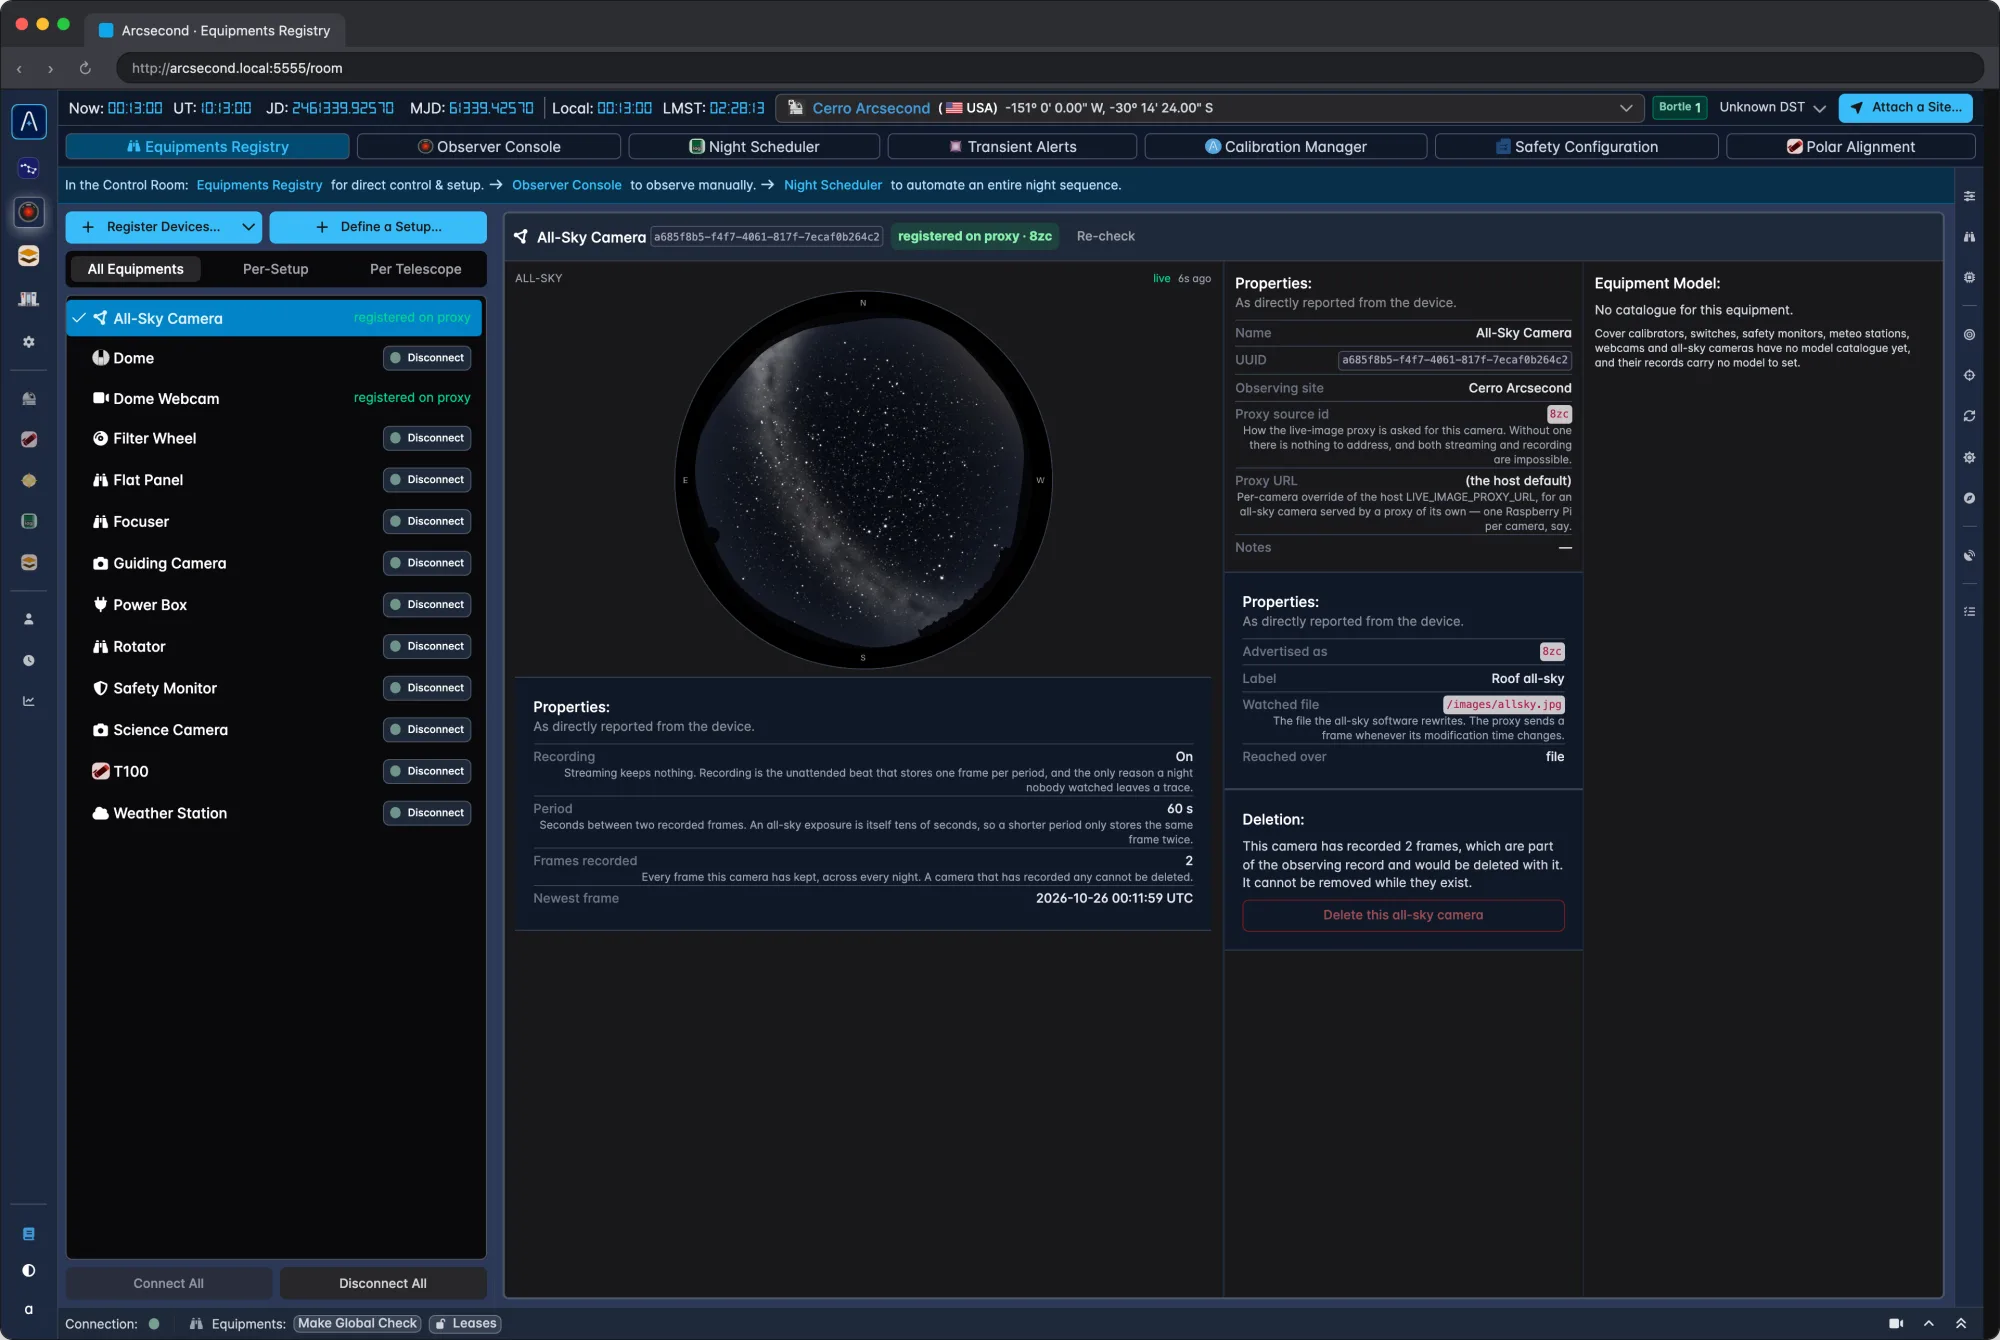 Arcsecond · Equipments Registry
http://arcsecond.local:5555/room
Now: 00:13:00 UT: 10:13:00 JD: 2461339.92570 MJD: 61339.42570 Local: 00:13:00 LMST: 02:28:13 Cerro Arcsecond ( USA) -151° 0' 0.00" W, -30° 14' 24.00" S Bortle 1 Unknown DST Attach a Site...
Equipments Registry Observer Console Night Scheduler Transient Alerts Calibration Manager Safety Configuration Polar Alignment
In the Control Room: Equipments Registry for direct control & setup. → Observer Console to observe manually. → Night Scheduler to automate an entire night sequence.
+ Register Devices... + Define a Setup...
All Equipments Per-Setup Per Telescope
All-Sky Camera registered on proxy
Dome Disconnect
Dome Webcam registered on proxy
Filter Wheel Disconnect
Flat Panel Disconnect
Focuser Disconnect
Guiding Camera Disconnect
Power Box Disconnect
Rotator Disconnect
Safety Monitor Disconnect
Science Camera Disconnect
T100 Disconnect
Weather Station Disconnect
Connect All Disconnect All
All-Sky Camera a685f8b5-f4f7-4061-817f-7ecaf0b264c2 registered on proxy · 8zc Re-check
ALL-SKY live 6s ago
N
E W
S
Properties:
As directly reported from the device.
Recording On
Streaming keeps nothing. Recording is the unattended beat that stores one frame per period, and the only reason a night
nobody watched leaves a trace.
Period 60 s
Seconds between two recorded frames. An all-sky exposure is itself tens of seconds, so a shorter period only stores the same
frame twice.
Frames recorded 2
Every frame this camera has kept, across every night. A camera that has recorded any cannot be deleted.
Newest frame 2026-10-26 00:11:59 UTC
Properties:
As directly reported from the device.
Name All-Sky Camera
UUID a685f8b5-f4f7-4061-817f-7ecaf0b264c2
Observing site Cerro Arcsecond
Proxy source id 8zc
How the live-image proxy is asked for this camera. Without one
there is nothing to address, and both streaming and recording
are impossible.
Proxy URL (the host default)
Per-camera override of the host LIVE_IMAGE_PROXY_URL, for an
all-sky camera served by a proxy of its own — one Raspberry Pi
per camera, say.
Notes —
Properties:
As directly reported from the device.
Advertised as 8zc
Label Roof all-sky
Watched file /images/allsky.jpg
The file the all-sky software rewrites. The proxy sends a
frame whenever its modification time changes.
Reached over file
Deletion:
This camera has recorded 2 frames, which are part
of the observing record and would be deleted with it.
It cannot be removed while they exist.
Delete this all-sky camera
Equipment Model:
No catalogue for this equipment.
Cover calibrators, switches, safety monitors, meteo stations,
webcams and all-sky cameras have no model catalogue yet,
and their records carry no model to set.
a
Connection: Equipments: Make Global Check Leases